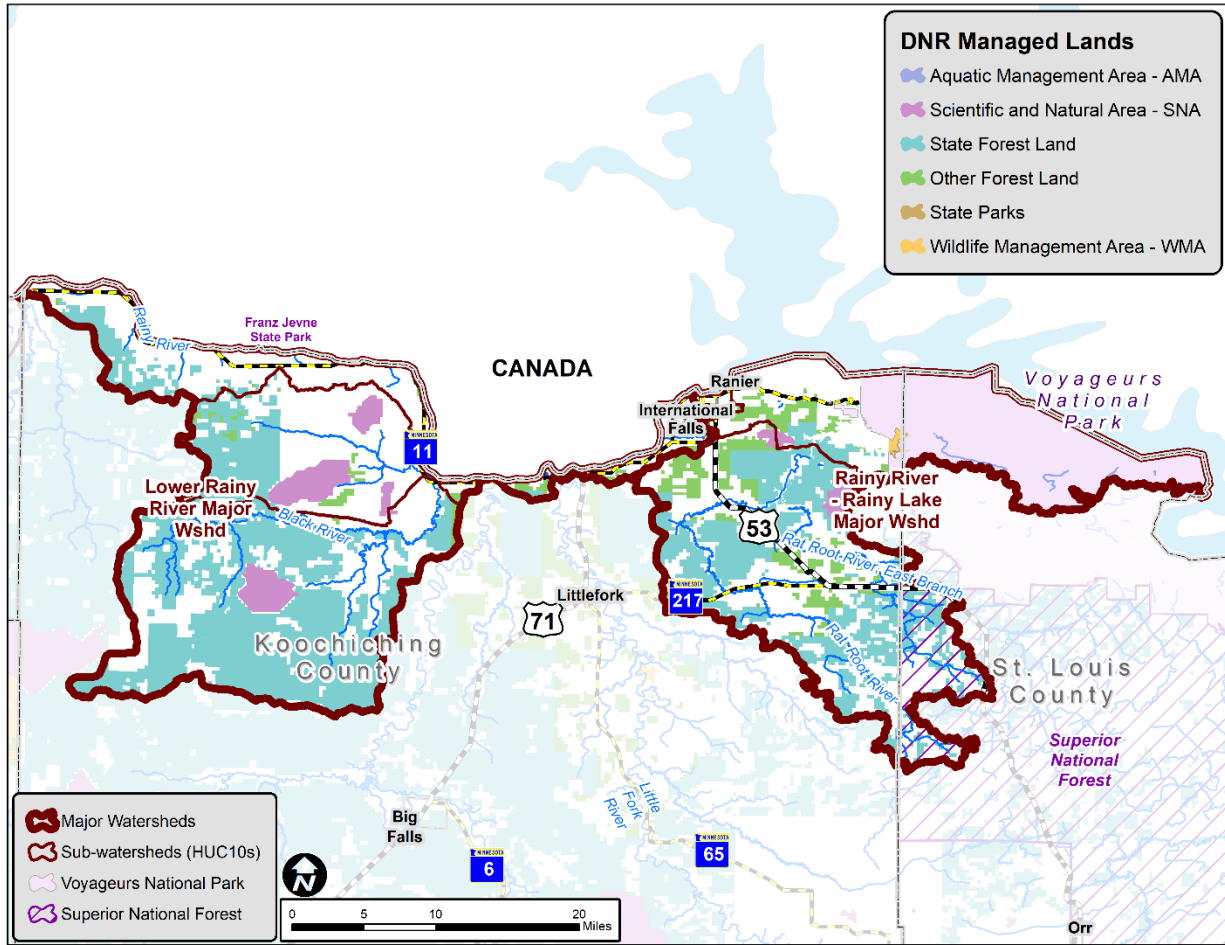 DNR Managed Lands
Aquatic Management Area - AMA
Scientific and Natural Area - SNA
State Forest Land
Other Forest Land
State Parks
Wildlife Management Area - WMA
Rainy River
Franz Jevne
State Park
CANADA
Ranier
International
Falls
Voyageurs
National
Park
MINNESOTA
11
Lower Rainy
River Major
Wshd
Black River
Rainy River
- Rainy Lake
Major Wshd
53
Rat Root River, East Branch
MINNESOTA
217
Littlefork
71
Rat Root River
Koochiching
County
St. Louis
County
Superior
National
Forest
Little
Fork
River
Big
Falls
MINNESOTA
6
MINNESOTA
65
Orr
Major Watersheds
Sub-watersheds (HUC10s)
Voyageurs National Park
Superior National Forest
N
0 5 10 20
Miles